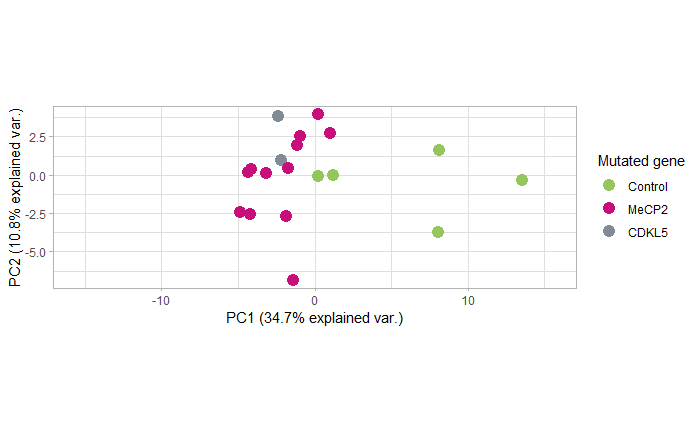 2.5
0.0
-2.5
-5.0
PC2 (10.8% explained var.)
-10
0
10
PC1 (34.7% explained var.)
Mutated gene
Control
MeCP2
CDKL5